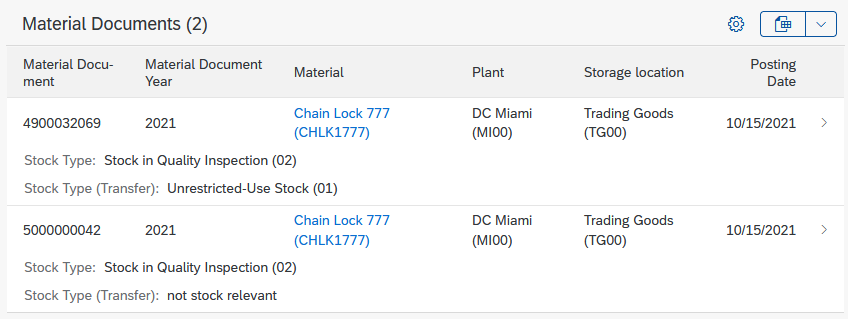 Material Documents (2)
Material Docu-
ment
Material Document
Year
Material
Plant
Storage location
Posting
Date
4900032069
2021
Chain Lock 777
(CHLK1777)
DC Miami
(MI00)
Trading Goods
(TG00)
10/15/2021
Stock Type: Stock in Quality Inspection (02)
Stock Type (Transfer): Unrestricted-Use Stock (01)
5000000042
2021
Chain Lock 777
(CHLK1777)
DC Miami
(MI00)
Trading Goods
(TG00)
10/15/2021
Stock Type: Stock in Quality Inspection (02)
Stock Type (Transfer): not stock relevant